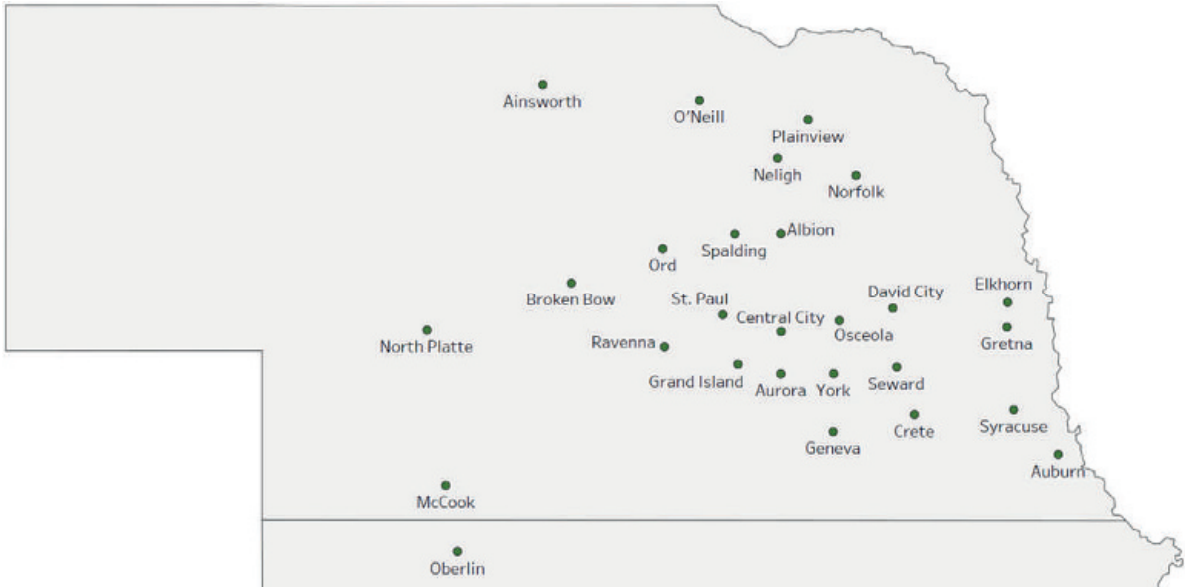 Ainsworth
O'Neill
Plainview
Neligh
Norfolk
Albion
Spalding
Ord
Elkhorn
David City
Broken Bow
St. Paul
Central City
Osceola
Gretna
North Platte
Ravenna
Grand Island
Aurora
York
Seward
Syracuse
Crete
Geneva
Auburn
McCook
Oberlin